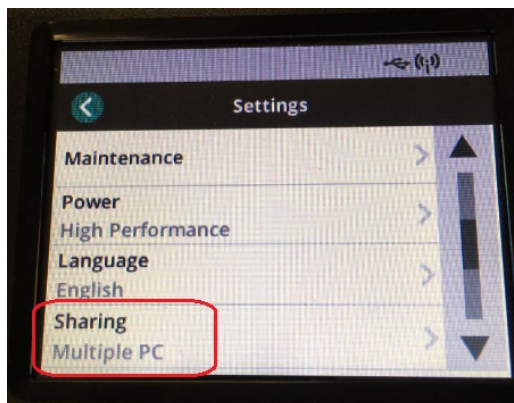 Settings
Maintenance
Power
High Performance
Language
English
Sharing
Multiple PC